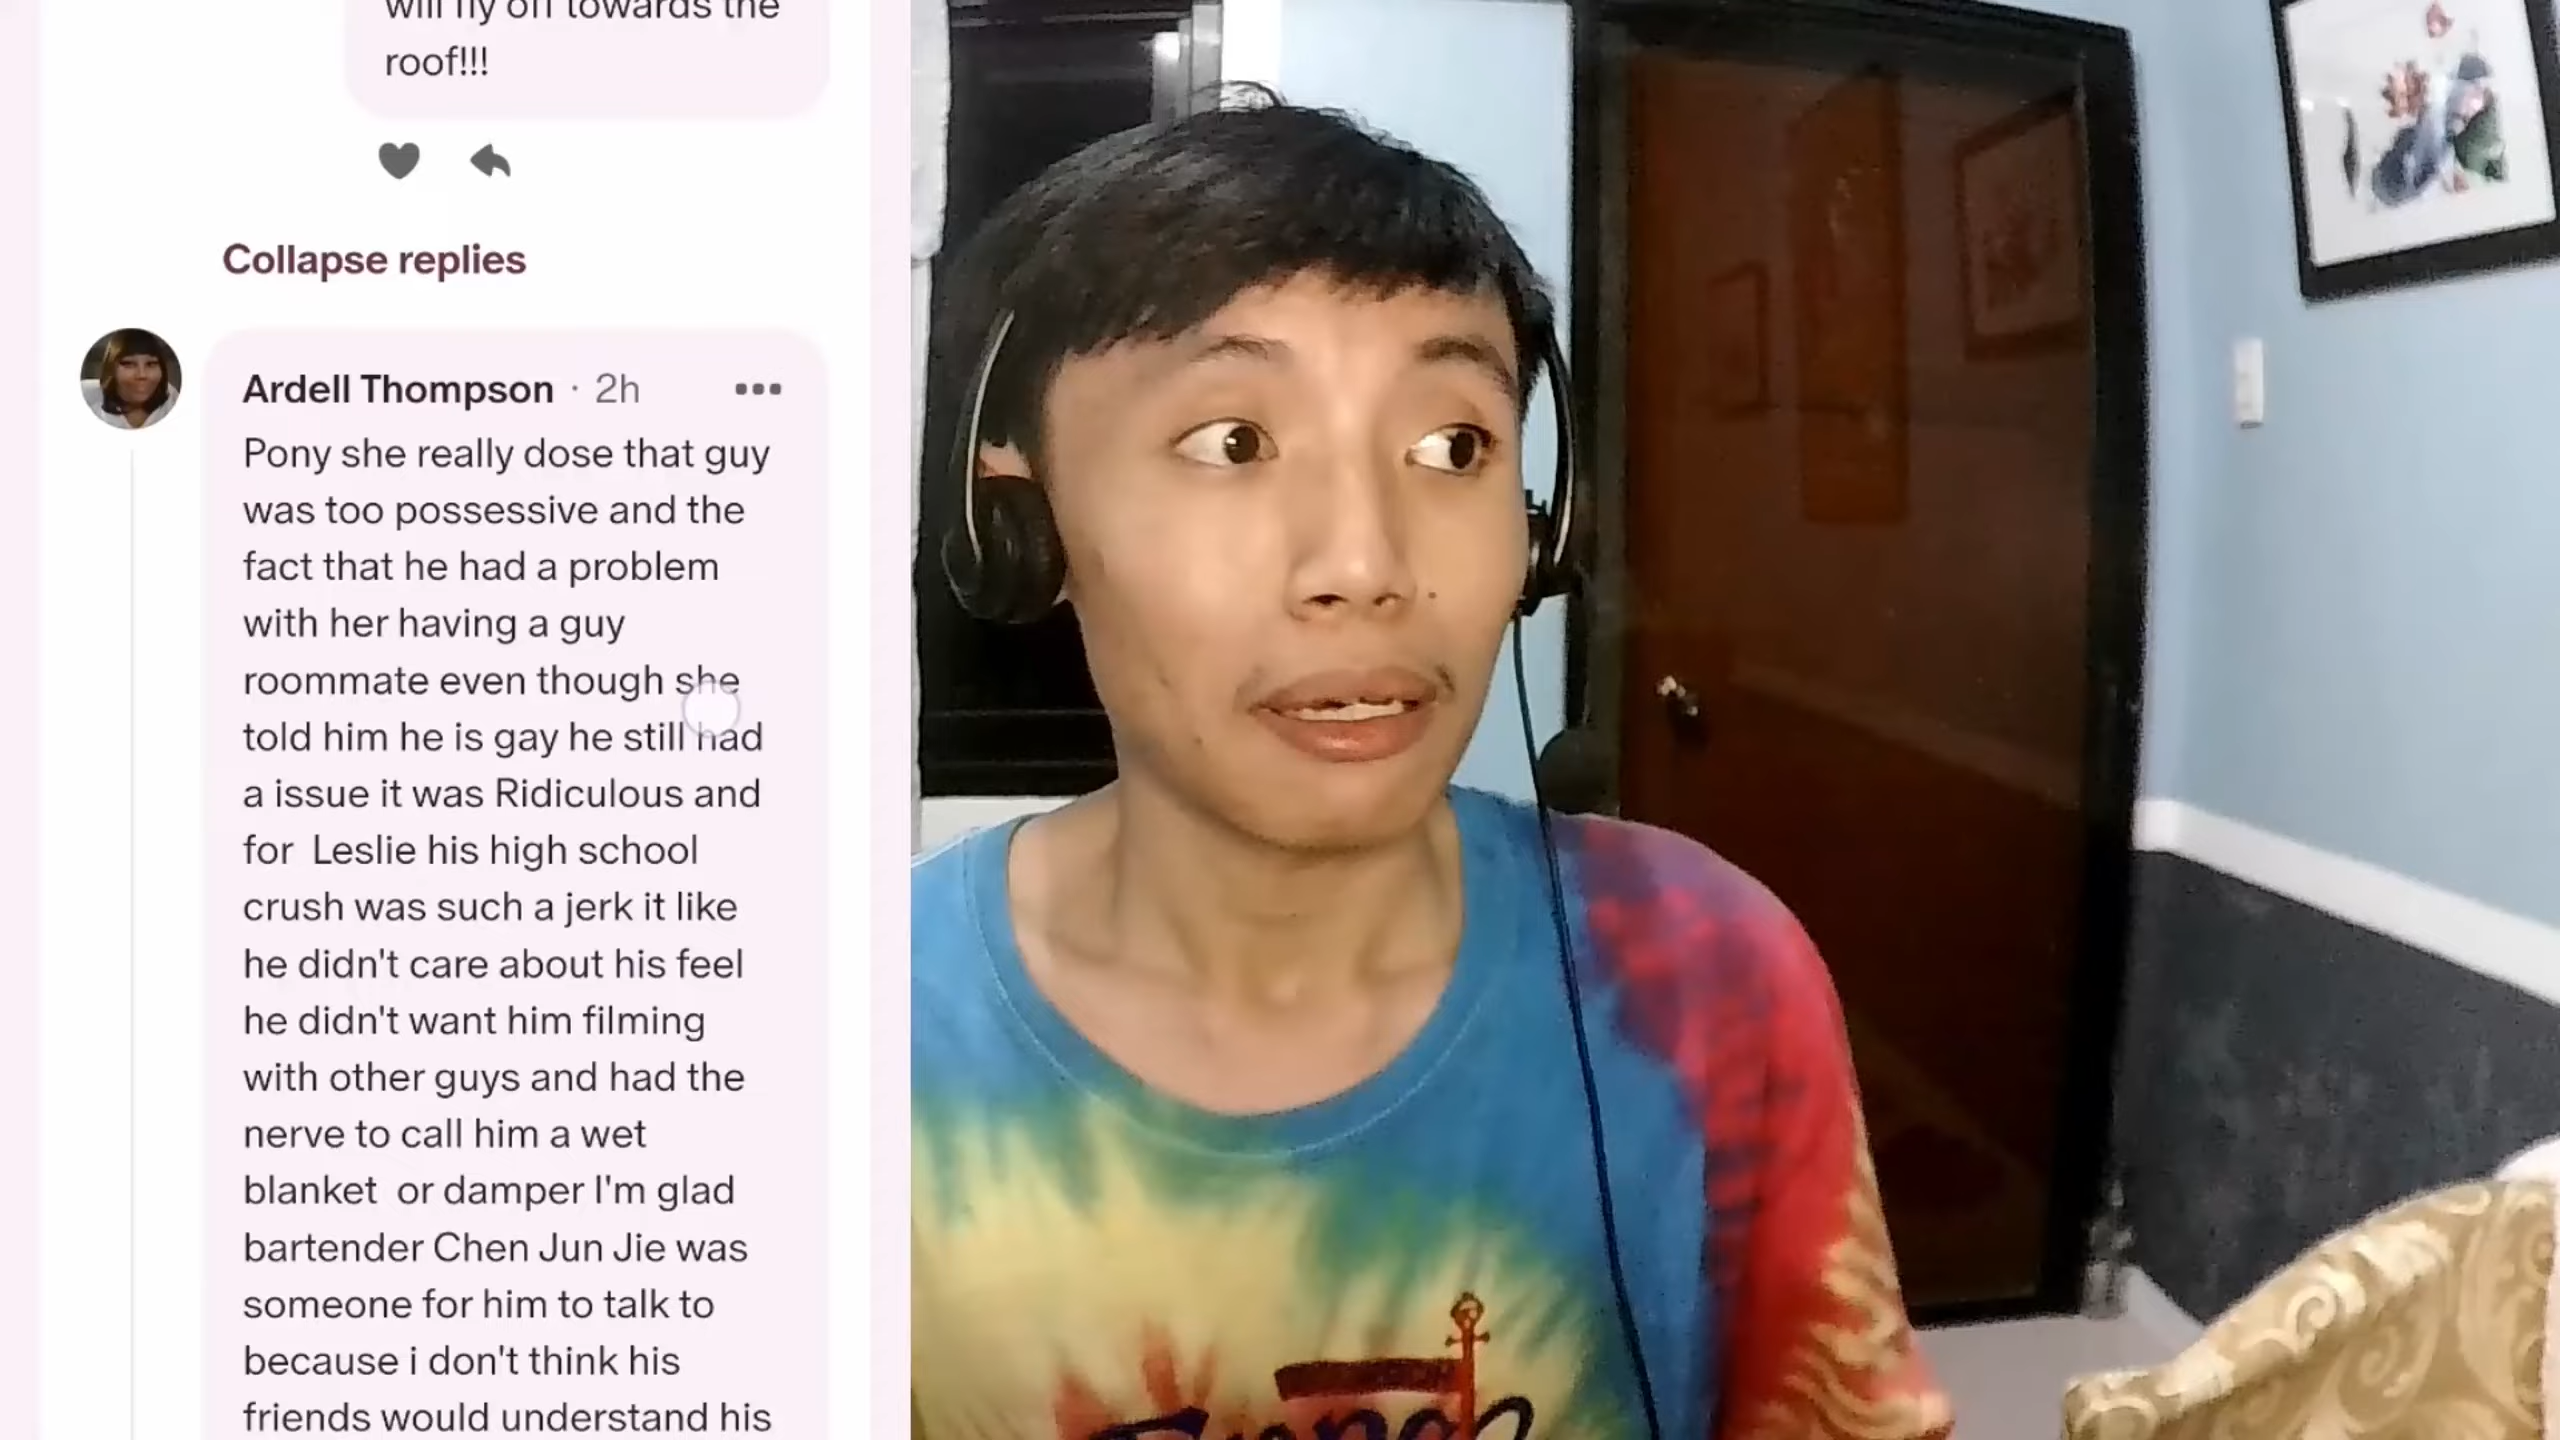 will fly off towards the
roof!!!
Collapse replies
Ardell Thompson · 2h
Pony she really dose that guy
was too possessive and the
fact that he had a problem
with her having a guy
roommate even though she
told him he is gay he still had
a issue it was Ridiculous and
for  Leslie his high school
crush was such a jerk it like
he didn't care about his feel
he didn't want him filming
with other guys and had the
nerve to call him a wet
blanket  or damper I'm glad
bartender Chen Jun Jie was
someone for him to talk to
because i don't think his
friends would understand his